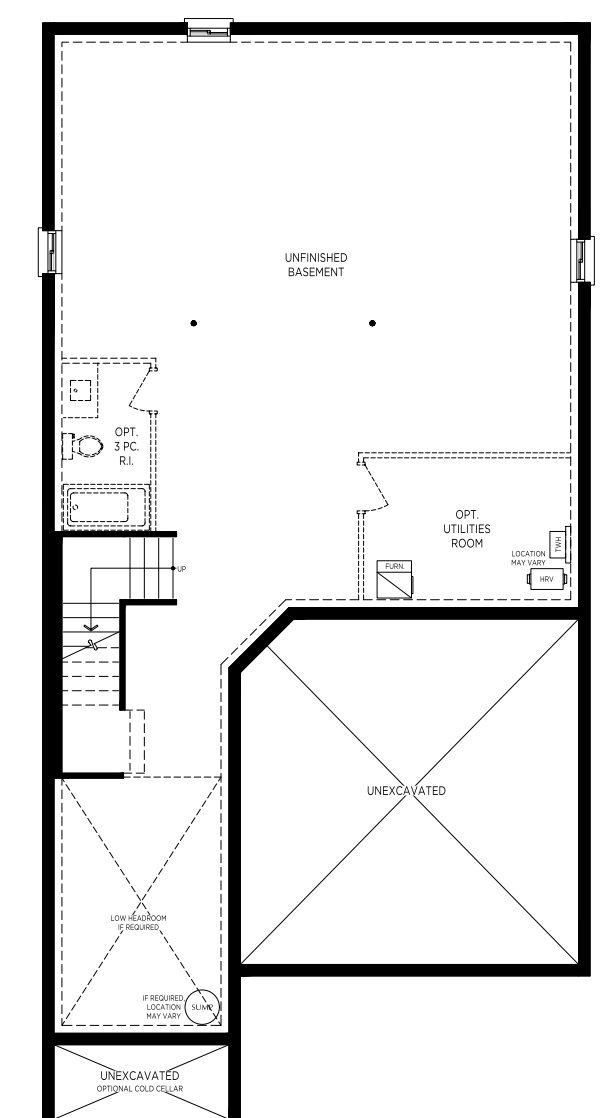 UNFINISHED
BASEMENT
OPT.
3 PC.
R.I.
OPT.
UTILITIES
ROOM
TWH
LOCATION
MAY VARY
FURN.
HRV
UP
UNEXCAVATED
LOW HEADROOM
IF REQUIRED
IF REQUIRED,
LOCATION
MAY VARY
SUMP
UNEXCAVATED
OPTIONAL COLD CELLAR